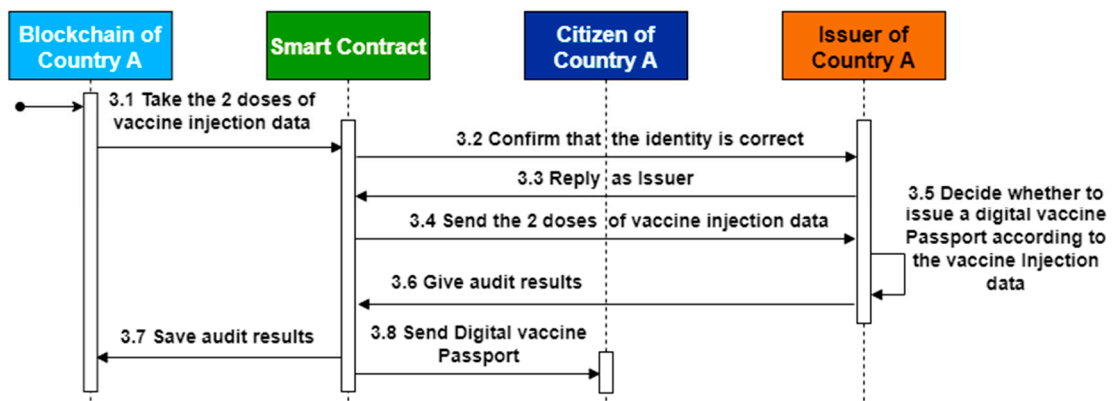 Blockchain of
Country A
Smart Contract
Citizen of
Country A
Issuer of
Country A
3.1 Take the 2 doses of
vaccine injection data
3.2 Confirm that the identity is correct
3.3 Reply as Issuer
3.4 Send the 2 doses of vaccine injection data
3.5 Decide whether to
issue a digital vaccine
Passport according to
the vaccine Injection
data
3.6 Give audit results
3.7 Save audit results
3.8 Send Digital vaccine
Passport